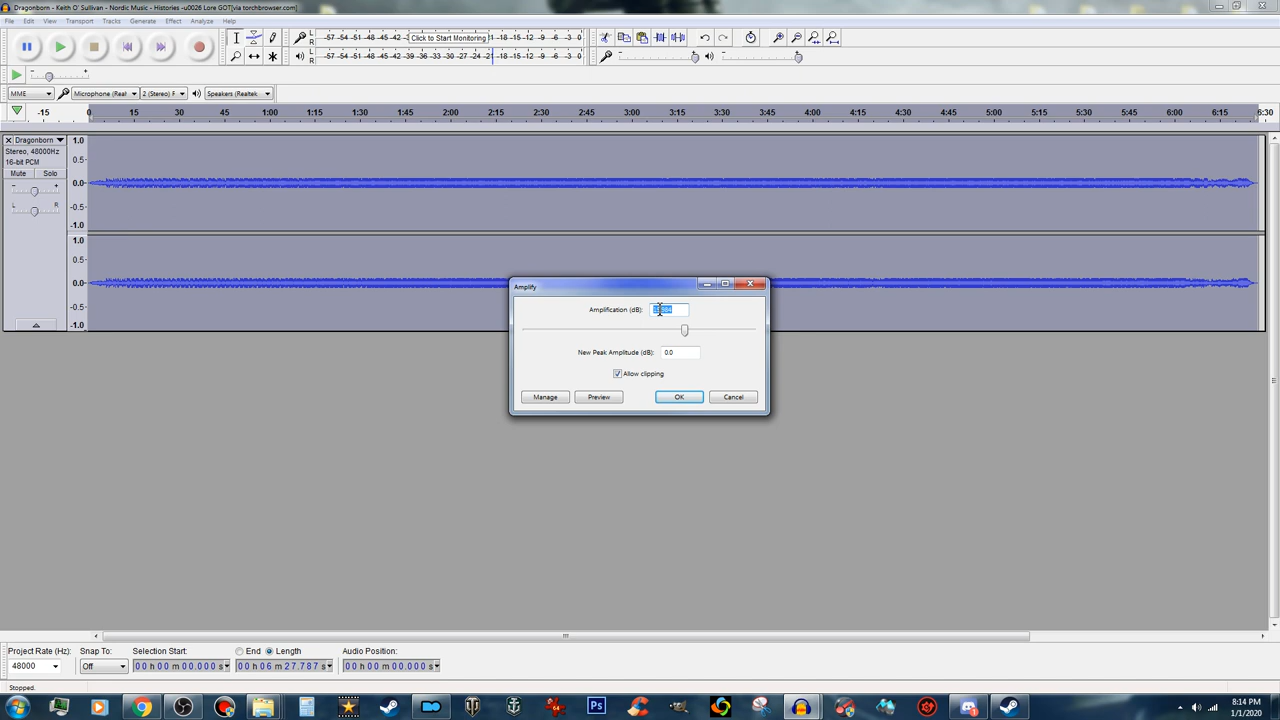 Dragonborn - Keith O' Sullivan - Nordic Music - Histories -u0026 Lore GOT[via torchbrowser.com]
File Edit View Transport Tracks Generate Effect Analyze Help
-57 -54 -51 -48 -45 -42 Click to Start Monitoring -18 -15 -12 -9 -6 -3 0
-57 -54 -51 -48 -45 -42 -39 -36 -33 -30 -27 -24 -18 -15 -12 -9 -6 -3 0
L
R
L
R
MME Microphone (Real 2 (Stereo) F Speakers (Realtek
-15 0 15 30 45 1:00 1:15 1:30 1:45 2:00 2:15 2:30 2:45 3:00 3:15 3:30 3:45 4:00 4:15 4:30 4:45 5:00 5:15 5:30 5:45 6:00 6:15 6:30
Dragonborn 1.0
Stereo, 48000Hz 0.5-
16-bit PCM
Mute Solo 0.0-
- +
L R -0.5-
-1.0
1.0
0.5-
0.0-
-0.5-
-1.0
Amplify
Amplification (dB):
New Peak Amplitude (dB): 0.0
Allow clipping
Manage Preview OK Cancel
Project Rate (Hz): Snap To: Selection Start: End Length Audio Position:
48000 Off 00 h 00 m 00.000 s 00 h 06 m 27.787 s 00 h 00 m 00.000 s
Stopped.
8:14 PM
1/1/2020